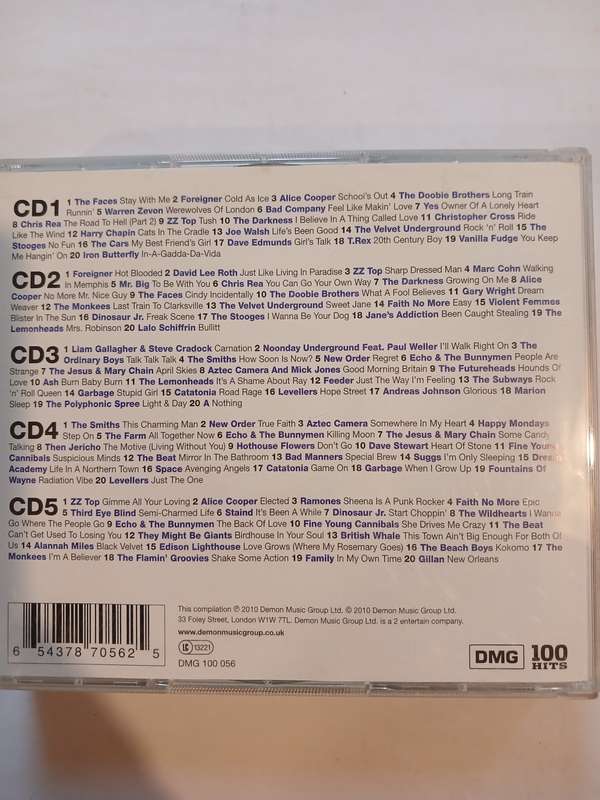 CD1 1 The Faces Stay With Me 2 Foreigner Cold As Ice 3 Alice Cooper School's Out 4 The Doobie Brothers Long Train
Runnin' 5 Warren Zevon Werewolves Of London 6 Bad Company Feel Like Makin' Love 7 Yes Owner Of A Lonely Heart
8 Chris Rea The Road To Hell (Part 2) 9 ZZ Top Tush 10 The Darkness I Believe In A Thing Called Love 11 Christopher Cross Ride
Like The Wind 12 Harry Chapin Cats In The Cradle 13 Joe Walsh Life's Been Good 14 The Velvet Underground Rock 'n' Roll 15 The
Stooges No Fun 16 The Cars My Best Friend's Girl 17 Dave Edmunds Girl's Talk 18 T.Rex 20th Century Boy 19 Vanilla Fudge You Keep
Me Hangin' On 20 Iron Butterfly In-A-Gadda-Da-Vida
CD2 1 Foreigner Hot Blooded 2 David Lee Roth Just Like Living In Paradise 3 ZZ Top Sharp Dressed Man 4 Marc Cohn Walking
In Memphis 5 Mr. Big To Be With You 6 Chris Rea You Can Go Your Own Way 7 The Darkness Growing On Me 8 Alice
Cooper No More Mr. Nice Guy 9 The Faces Cindy Incidentally 10 The Doobie Brothers What A Fool Believes 11 Gary Wright Dream
Weaver 12 The Monkees Last Train To Clarksville 13 The Velvet Underground Sweet Jane 14 Faith No More Easy 15 Violent Femmes
Blister In The Sun 16 Dinosaur Jr. Freak Scene 17 The Stooges I Wanna Be Your Dog 18 Jane's Addiction Been Caught Stealing 19 The
Lemonheads Mrs. Robinson 20 Lalo Schiffrin Bullitt
CD3 1 Liam Gallagher & Steve Cradock Carnation 2 Noonday Underground Feat. Paul Weller I'll Walk Right On 3 The
Ordinary Boys Talk Talk Talk 4 The Smiths How Soon Is Now? 5 New Order Regret 6 Echo & The Bunnymen People Are
Strange 7 The Jesus & Mary Chain April Skies 8 Aztec Camera And Mick Jones Good Morning Britain 9 The Futureheads Hounds Of
Love 10 Ash Burn Baby Burn 11 The Lemonheads It's A Shame About Ray 12 Feeder Just The Way I'm Feeling 13 The Subways Rock
'n' Roll Queen 14 Garbage Stupid Girl 15 Catatonia Road Rage 16 Levellers Hope Street 17 Andreas Johnson Glorious 18 Marion
Sleep 19 The Polyphonic Spree Light & Day 20 A Nothing
CD4 1 The Smiths This Charming Man 2 New Order True Faith 3 Aztec Camera Somewhere In My Heart 4 Happy Mondays
Step On 5 The Farm All Together Now 6 Echo & The Bunnymen Killing Moon 7 The Jesus & Mary Chain Some Candy
Talking 8 Then Jericho The Motive (Living Without You) 9 Hothouse Flowers Don't Go 10 Dave Stewart Heart Of Stone 11 Fine Young
Cannibals Suspicious Minds 12 The Beat Mirror In The Bathroom 13 Bad Manners Special Brew 14 Suggs I'm Only Sleeping 15 Dream
Academy Life In A Northern Town 16 Space Avenging Angels 17 Catatonia Game On 18 Garbage When I Grow Up 19 Fountains Of
Wayne Radiation Vibe 20 Levellers Just The One
CD5 1 ZZ Top Gimme All Your Loving 2 Alice Cooper Elected 3 Ramones Sheena Is A Punk Rocker 4 Faith No More Epic
5 Third Eye Blind Semi-Charmed Life 6 Staind It's Been A While 7 Dinosaur Jr. Start Choppin' 8 The Wildhearts I Wanna
Go Where The People Go 9 Echo & The Bunnymen The Back Of Love 10 Fine Young Cannibals She Drives Me Crazy 11 The Beat
Can't Get Used To Losing You 12 They Might Be Giants Birdhouse In Your Soul 13 British Whale This Town Ain't Big Enough For Both Of
Us 14 Alannah Miles Black Velvet 15 Edison Lighthouse Love Grows (Where My Rosemary Goes) 16 The Beach Boys Kokomo 17 The
Monkees I'm A Believer 18 The Flamin' Groovies Shake Some Action 19 Family In My Own Time 20 Gillan New Orleans
This compilation ℗ 2010 Demon Music Group Ltd. © 2010 Demon Music Group Ltd.
33 Foley Street, London W1W 7TL. Demon Music Group Ltd. is a 2 entertain company.
www.demonmusicgroup.co.uk
LC 13221
DMG 100 056
6 54378 70562 5
DMG 100 HITS